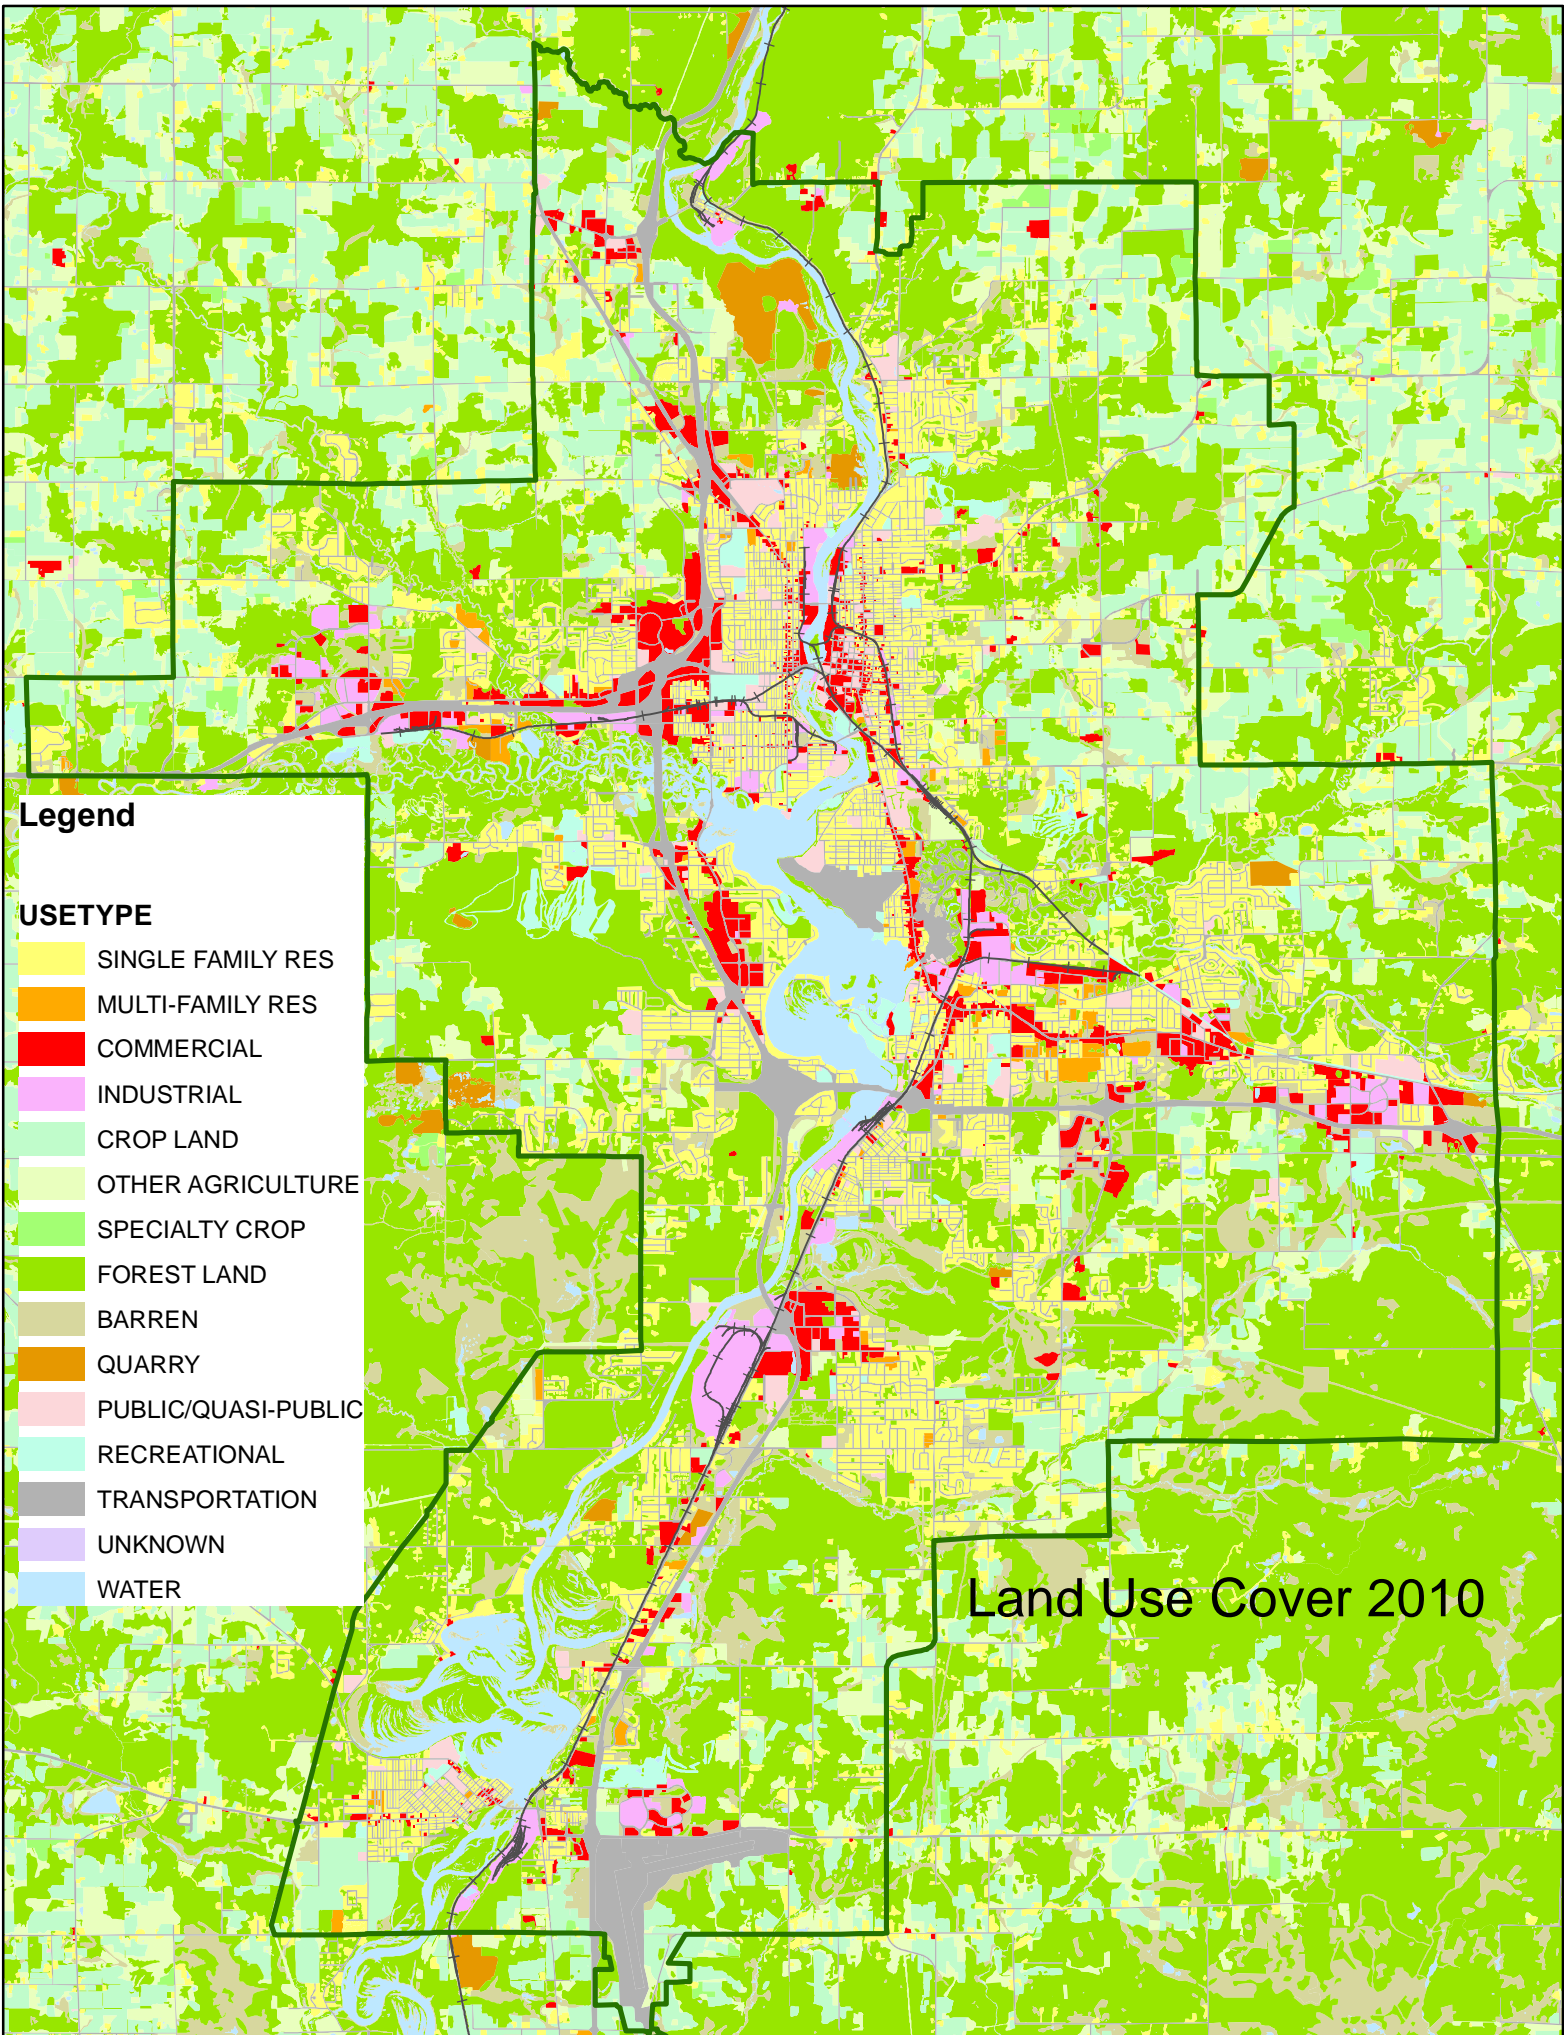 Legend
USETYPE
SINGLE FAMILY RES
MULTI-FAMILY RES
COMMERCIAL
INDUSTRIAL
CROP LAND
OTHER AGRICULTURE
SPECIALTY CROP
FOREST LAND
BARREN
QUARRY
PUBLIC/QUASI-PUBLIC
RECREATIONAL
TRANSPORTATION
UNKNOWN
WATER
Land Use Cover 2010